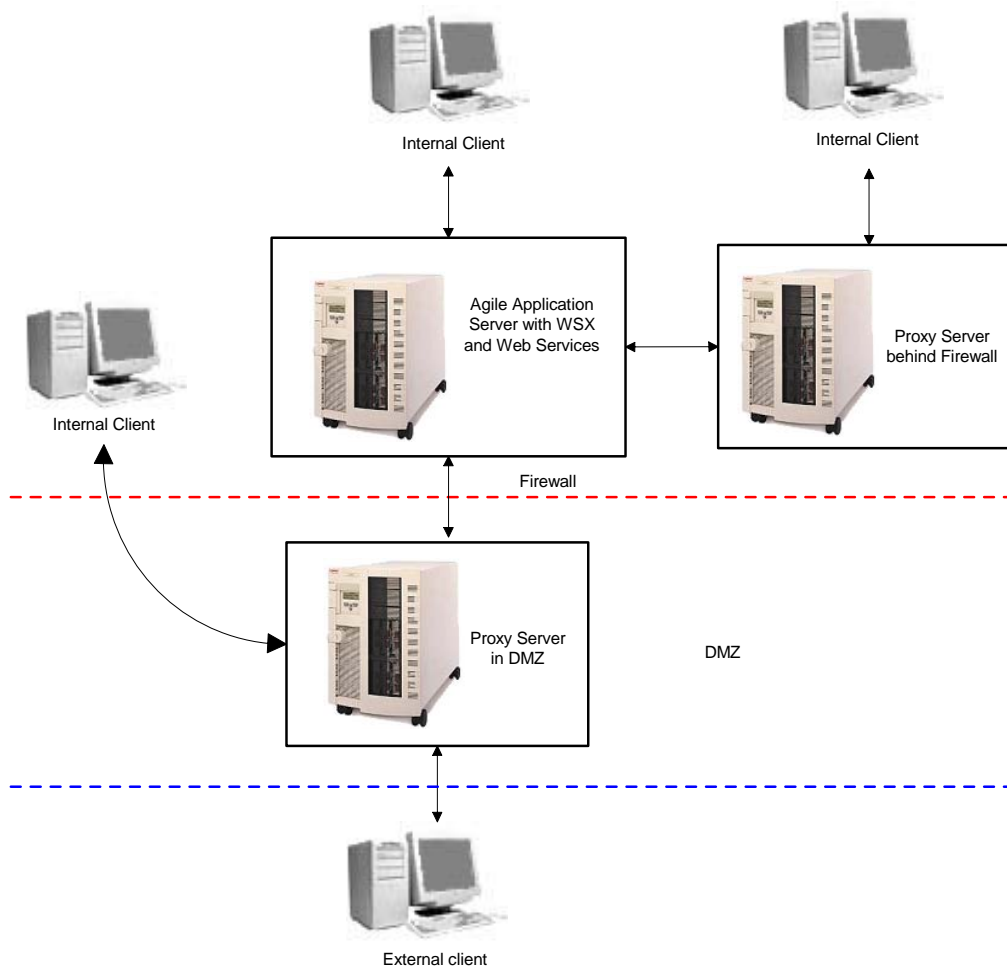 Internal Client
Internal Client
Agile Application
Server with WSX
and Web Services
Proxy Server
behind Firewall
Internal Client
Firewall
Proxy Server
in DMZ
DMZ
External client